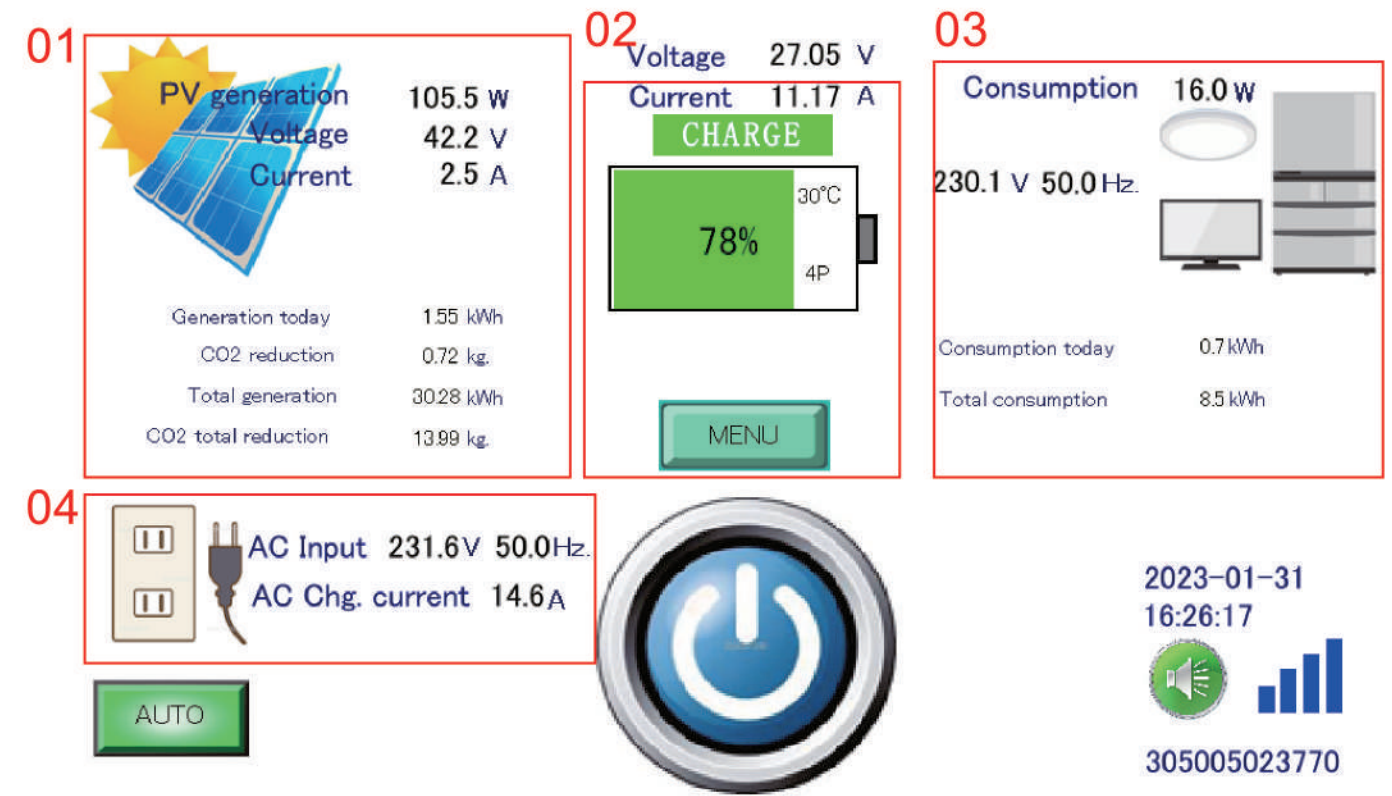 01
PV generation 105.5 W
Voltage 42.2 V
Current 2.5 A
Generation today 1.55 kWh
CO2 reduction 0.72 kg.
Total generation 30.28 kWh
CO2 total reduction 13.99 kg.
02
Voltage 27.05 V
Current 11.17 A
CHARGE
30°C
78%
4P
MENU
03
Consumption 16.0 W
230.1 V 50.0 Hz.
Consumption today 0.7 kWh
Total consumption 8.5 kWh
04
AC Input 231.6V 50.0Hz.
AC Chg. current 14.6A
AUTO
2023-01-31
16:26:17
305005023770